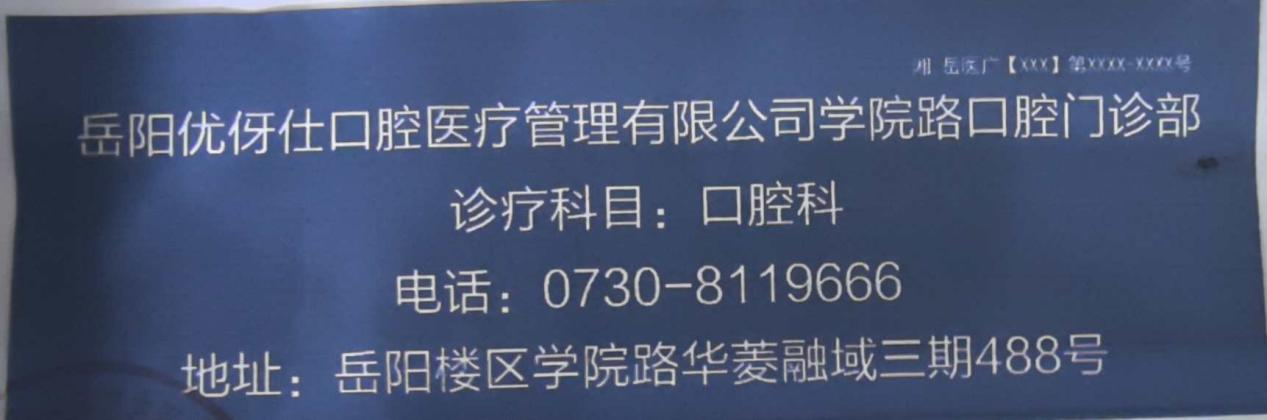 湘 岳医广【XXX】第XXXX-XXXX号
岳阳优伢仕口腔医疗管理有限公司学院路口腔门诊部
诊疗科目：口腔科
电话：0730-8119666
地址：岳阳楼区学院路华菱融域三期488号